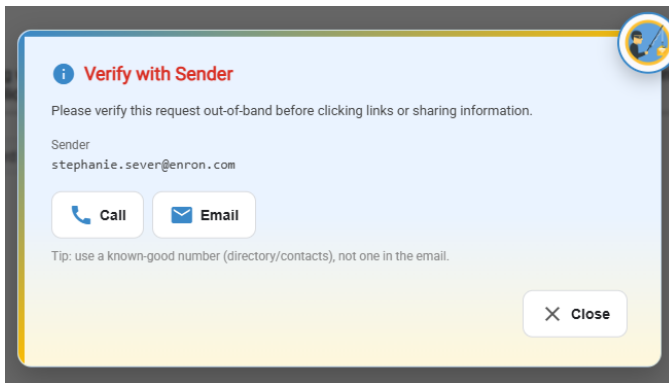 Verify with Sender
Please verify this request out-of-band before clicking links or sharing information.
Sender
stephanie.sever@enron.com
Call
Email
Tip: use a known-good number (directory/contacts), not one in the email.
Close